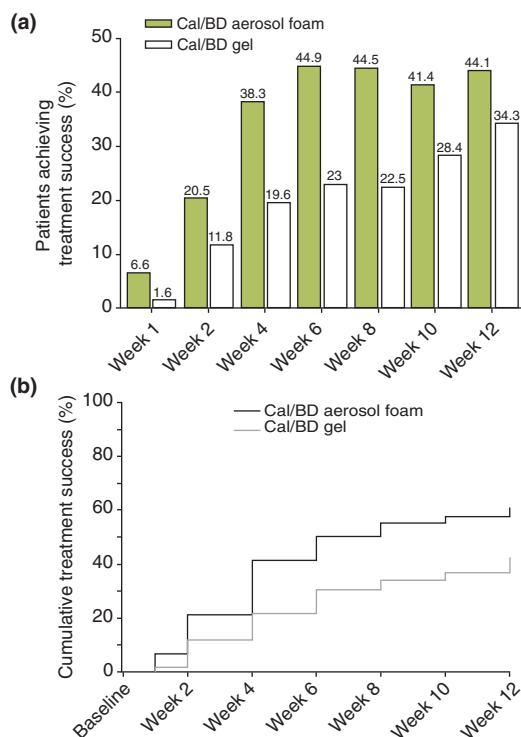 (a)
Cal/BD aerosol foam
Cal/BD gel
Patients achieving
treatment success (%)
50
40
30
20
10
0
6.6
1.6
20.5
11.8
38.3
19.6
44.9
23
44.5
22.5
41.4
28.4
44.1
34.3
Week 1
Week 2
Week 4
Week 6
Week 8
Week 10
Week 12
(b)
Cal/BD aerosol foam
Cal/BD gel
Cumulative treatment success (%)
100
80
60
40
20
0
Baseline
Week 2
Week 4
Week 6
Week 8
Week 10
Week 12